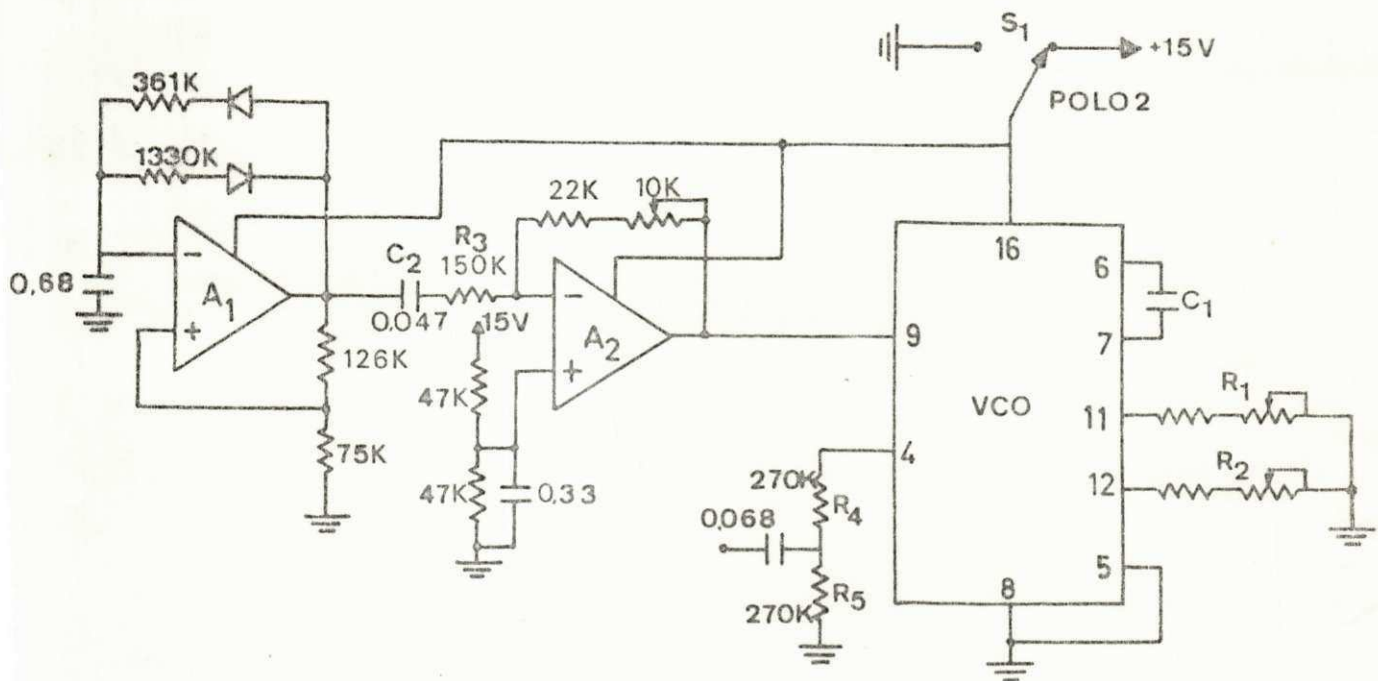 S1
+15V
POLO 2
361K
1330K
22K
10K
R3
150K
C2
0.047
15V
0,68
A1
-
+
126K
75K
47K
47K
0.33
A2
-
+
16
6
7
C1
9
VCO
11
R1
12
R2
4
5
8
270K
R4
0,068
R5
270K